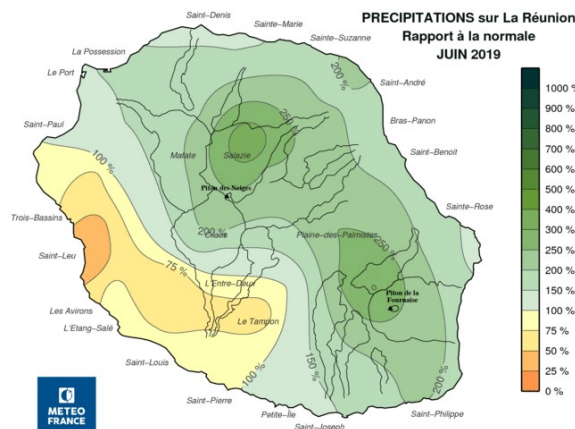 PRECIPITATIONS sur La Réunion
Rapport à la normale
JUIN 2019
Saint-Denis
Sainte-Marie
Sainte-Suzanne
La Possession
Le Port
200 %
Saint-André
250 %
Bras-Panon
Saint-Paul
100 %
Mafate
Salazie
Saint-Benoit
Piton des Neiges
Sainte-Rose
Trois-Bassins
200 %
Cilaos
Plaine-des-Palmistes
250 %
Saint-Leu
75 %
L'Entre-Deux
Piton de la
Fournaise
Les Avirons
L'Etang-Salé
Le Tampon
Saint-Louis
100 %
150 %
200 %
Saint-Pierre
Petite-Île
Saint-Joseph
Saint-Philippe
1000 %
900 %
800 %
700 %
600 %
500 %
400 %
300 %
250 %
200 %
150 %
100 %
75 %
50 %
25 %
0 %
METEO
FRANCE